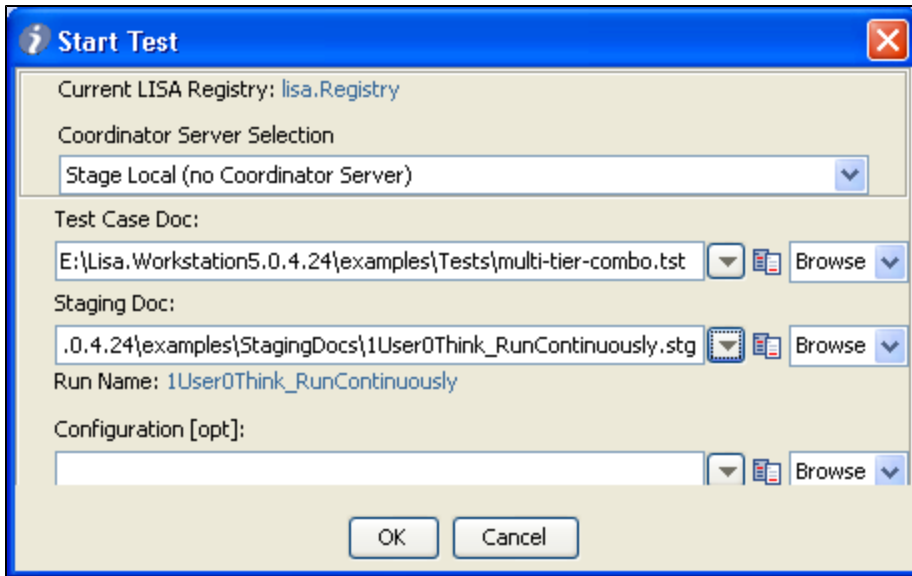 Start Test
Current LISA Registry: lisa.Registry
Coordinator Server Selection
Stage Local (no Coordinator Server)
Test Case Doc:
E:\Lisa.Workstation5.0.4.24\examples\Tests\multi-tier-combo.tst Browse
Staging Doc:
.0.4.24\examples\StagingDocs\1User0Think_RunContinuously.stg Browse
Run Name: 1User0Think_RunContinuously
Configuration [opt]:
Browse
OK Cancel